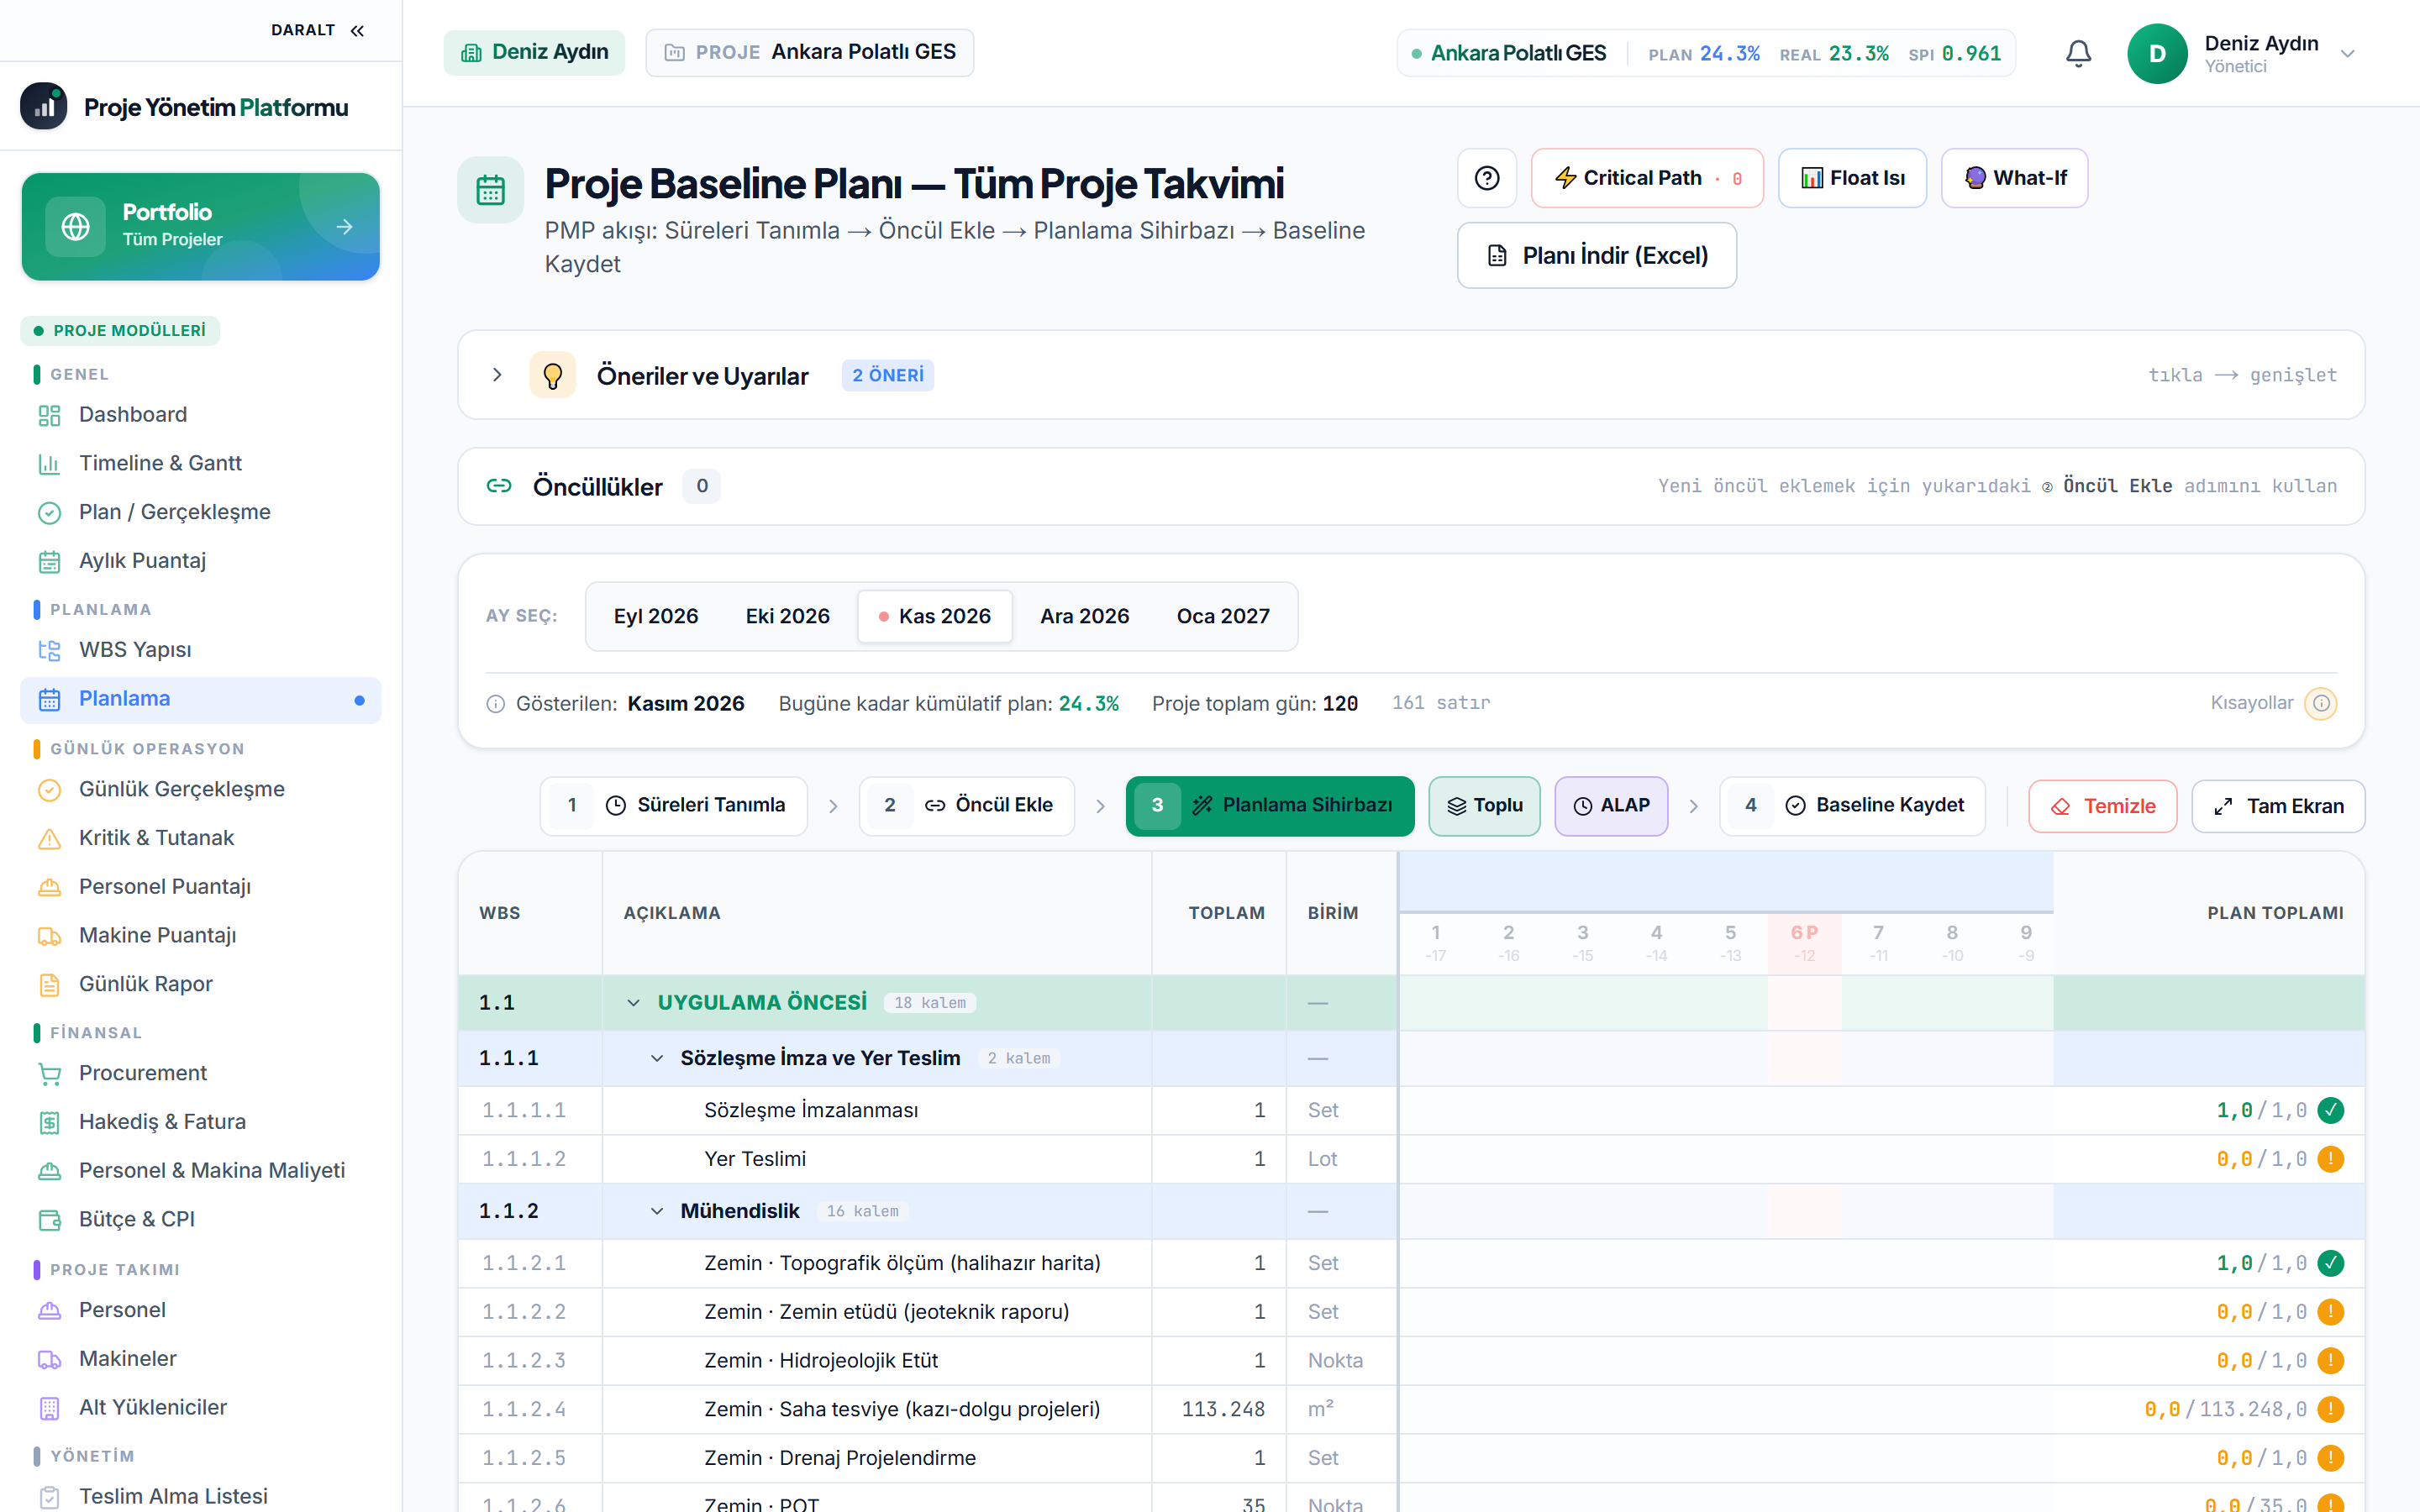 DARALT
Proje Yönetim Platformu
Portfolio
Tüm Projeler
PROJE MODÜLLERİ
GENEL
Dashboard
Timeline & Gantt
Plan / Gerçekleşme
Aylık Puantaj
PLANLAMA
WBS Yapısı
Planlama
GÜNLÜK OPERASYON
Günlük Gerçekleşme
Kritik & Tutanak
Personel Puantajı
Makine Puantajı
Günlük Rapor
FİNANSAL
Procurement
Hakediş & Fatura
Personel & Makina Maliyeti
Bütçe & CPI
PROJE TAKIMI
Personel
Makineler
Alt Yükleniciler
YÖNETİM
Teslim Alma Listesi
Deniz Aydın
PROJE Ankara Polatlı GES
Ankara Polatlı GES PLAN 24.3% REAL 23.3% SPI 0.961
D
Deniz Aydın
Yönetici
Proje Baseline Planı — Tüm Proje Takvimi
PMP akışı: Süreleri Tanımla → Öncül Ekle → Planlama Sihirbazı → Baseline
Kaydet
Critical Path · 0
Float Isı
What-If
Planı İndir (Excel)
Öneriler ve Uyarılar 2 ÖNERİ tıkla → genişlet
Öncüllükler 0 Yeni öncül eklemek için yukarıdaki ② Öncül Ekle adımını kullan
AY SEÇ: Eyl 2026 Eki 2026 Kas 2026 Ara 2026 Oca 2027
Gösterilen: Kasım 2026 Bugüne kadar kümülatif plan: 24.3% Proje toplam gün: 120 161 satır Kısayollar
1 Süreleri Tanımla 2 Öncül Ekle 3 Planlama Sihirbazı Toplu ALAP 4 Baseline Kaydet Temizle Tam Ekran
WBS AÇIKLAMA TOPLAM BİRİM PLAN TOPLAMI
1 2 3 4 5 6 P 7 8 9
-17 -16 -15 -14 -13 -12 -11 -10 -9
1.1 UYGULAMA ÖNCESİ 18 kalem —
1.1.1 Sözleşme İmza ve Yer Teslim 2 kalem —
1.1.1.1 Sözleşme İmzalanması 1 Set 1,0 / 1,0 ✓
1.1.1.2 Yer Teslimi 1 Lot 0,0 / 1,0 !
1.1.2 Mühendislik 16 kalem —
1.1.2.1 Zemin · Topografik ölçüm (halihazır harita) 1 Set 1,0 / 1,0 ✓
1.1.2.2 Zemin · Zemin etüdü (jeoteknik raporu) 1 Set 0,0 / 1,0 !
1.1.2.3 Zemin · Hidrojeolojik Etüt 1 Nokta 0,0 / 1,0 !
1.1.2.4 Zemin · Saha tesviye (kazı-dolgu projeleri) 113.248 m² 0,0 / 113.248,0 !
1.1.2.5 Zemin · Drenaj Projelendirme 1 Set 0,0 / 1,0 !
1.1.2.6 Zemin · POT 35 Nokta 0,0 / 35,0 !